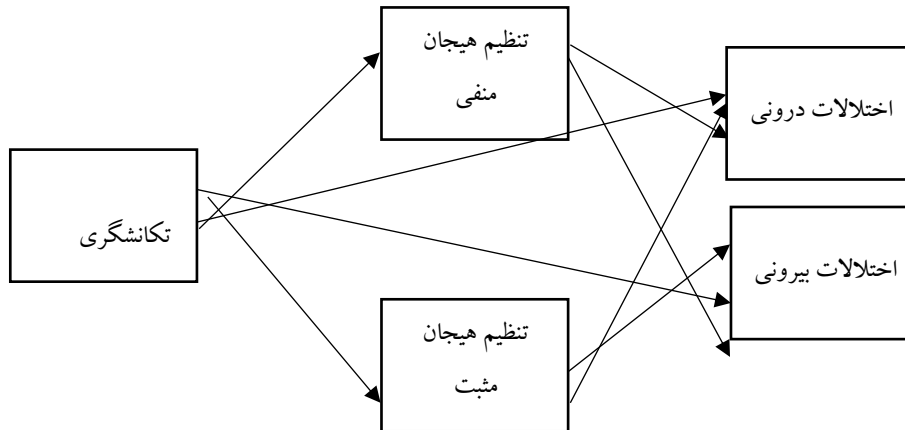 تنظیم هیجان
منفی
اختلالات درونی
تکانشگری
اختلالات بیرونی
تنظیم هیجان
مثبت